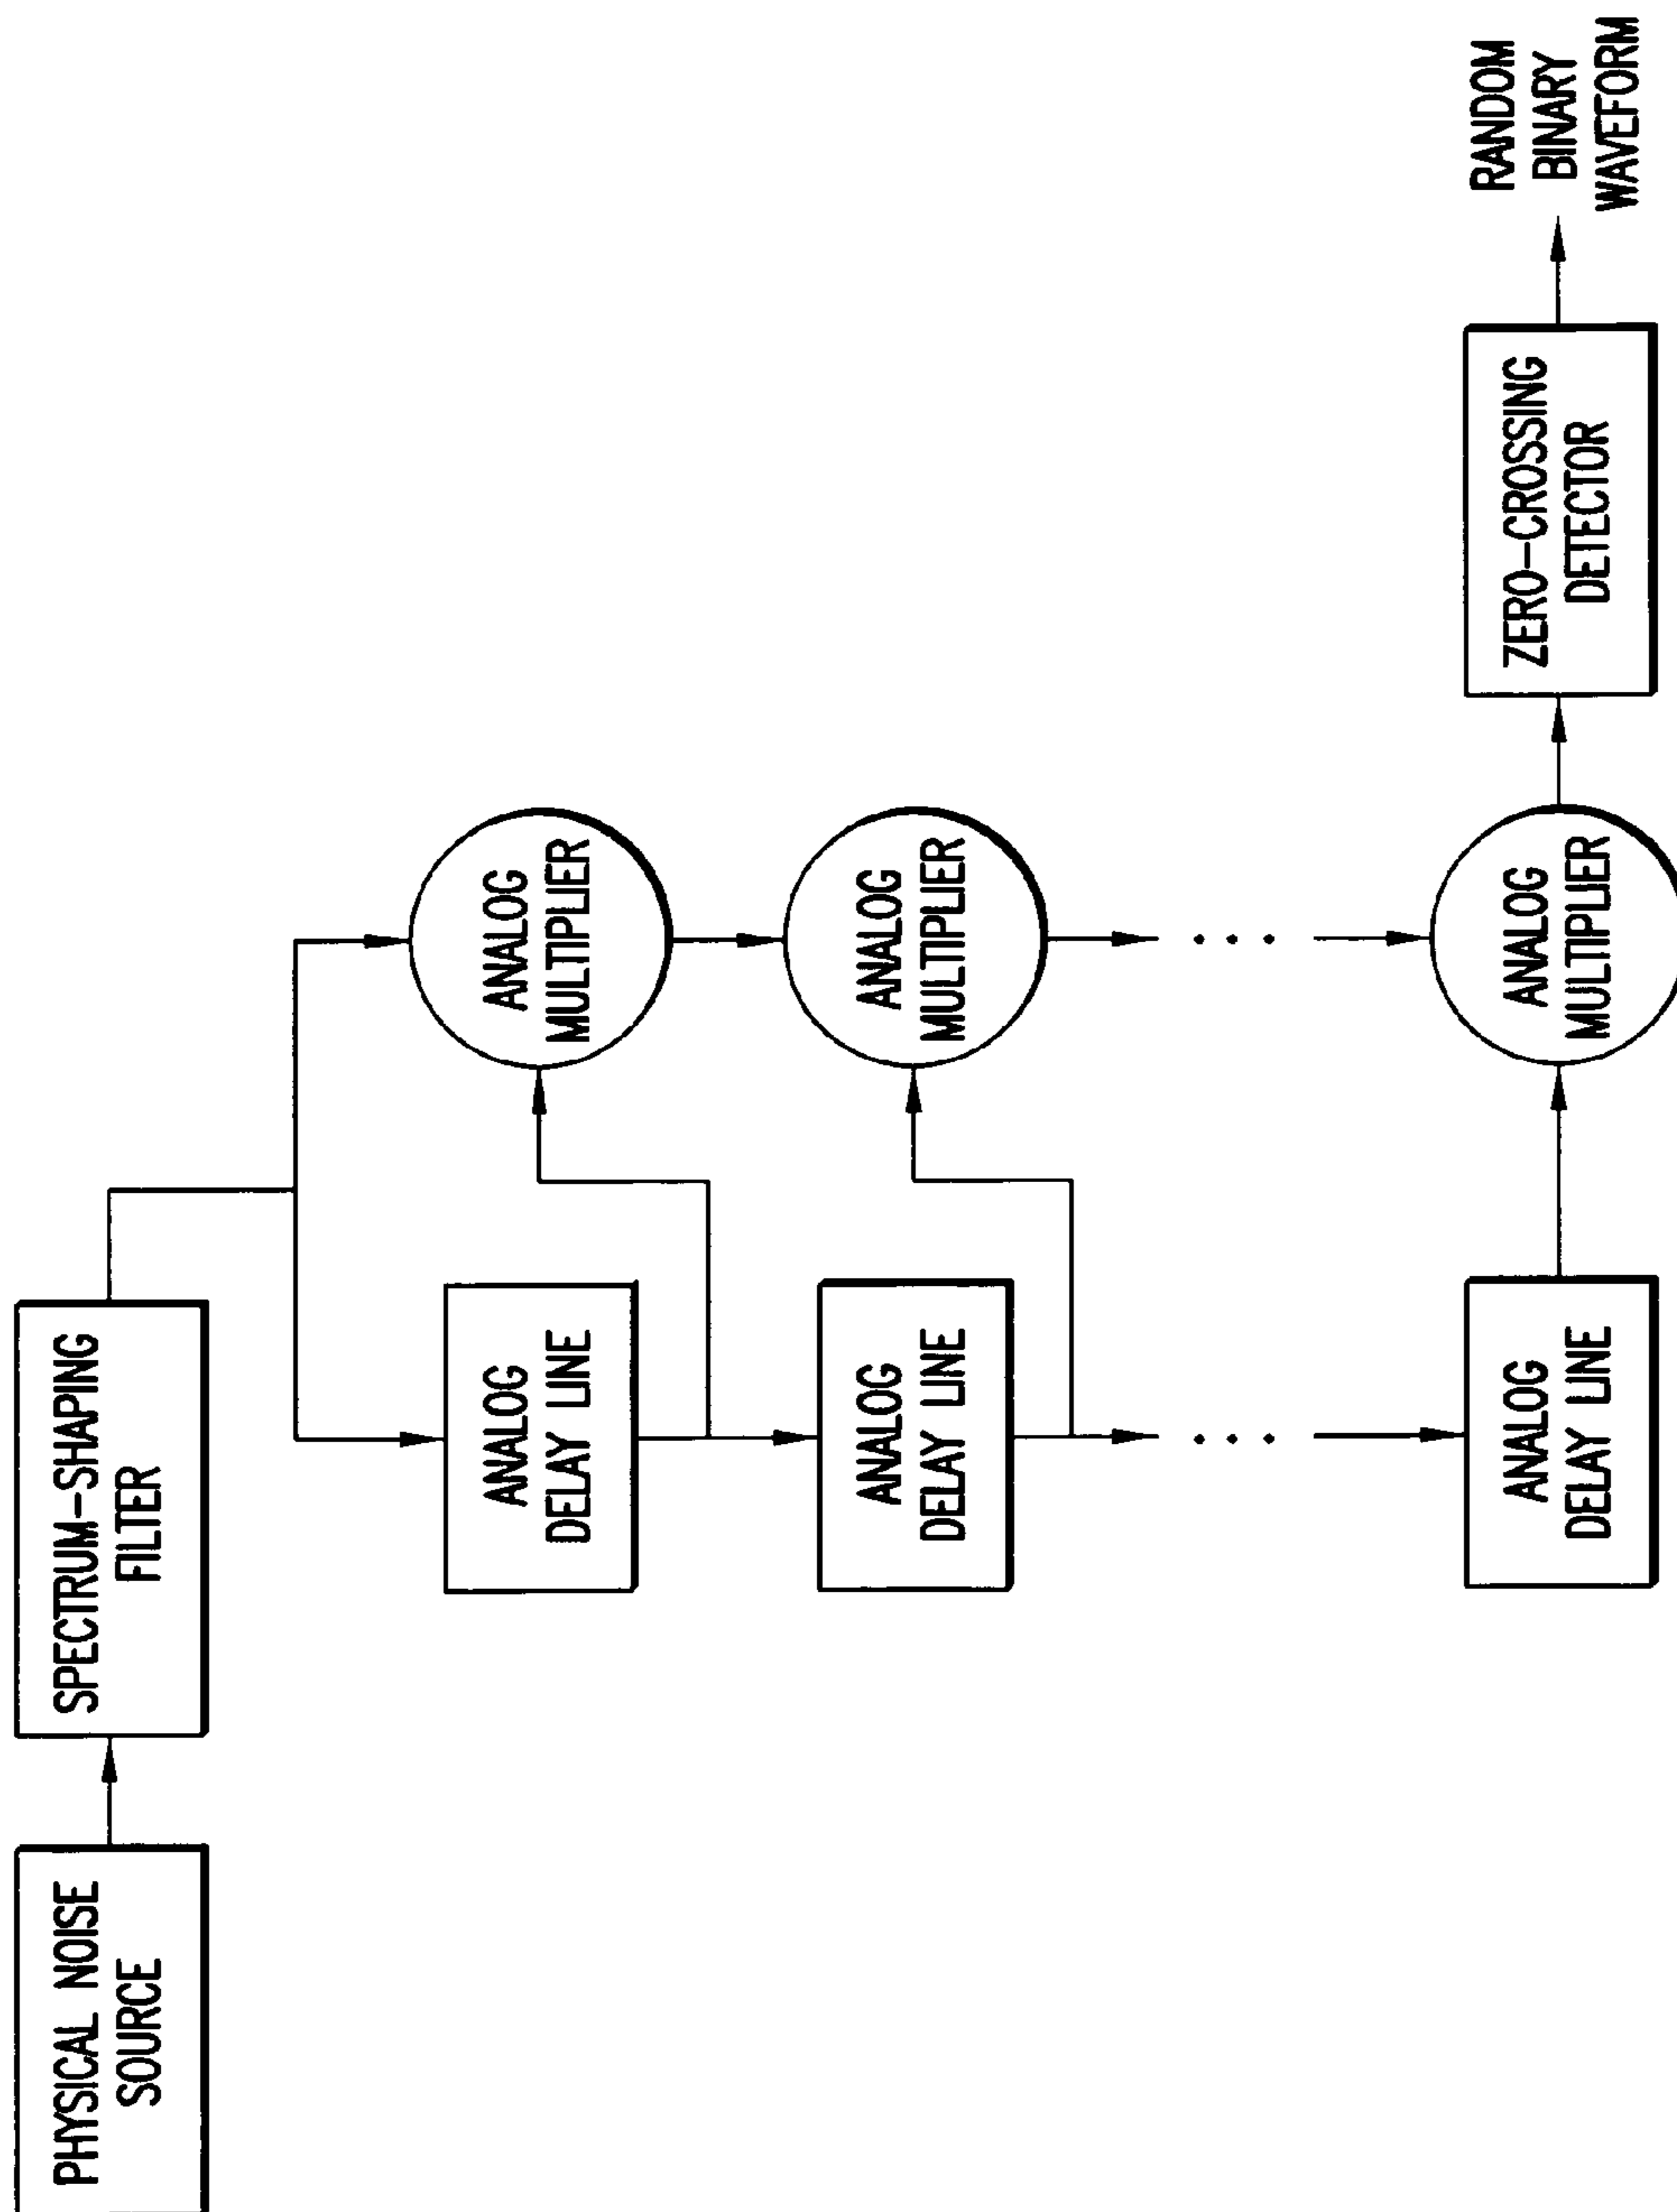 PHYSICAL NOISE
SOURCE
SPECTRUM-SHAPING
FILTER
ANALOG
DELAY LINE
ANALOG
MULTIPLIER
ANALOG
DELAY LINE
ANALOG
MULTIPLIER
ANALOG
DELAY LINE
ANALOG
MULTIPLIER
ZERO-CROSSING
DETECTOR
RANDOM
BINARY
WAVEFORM